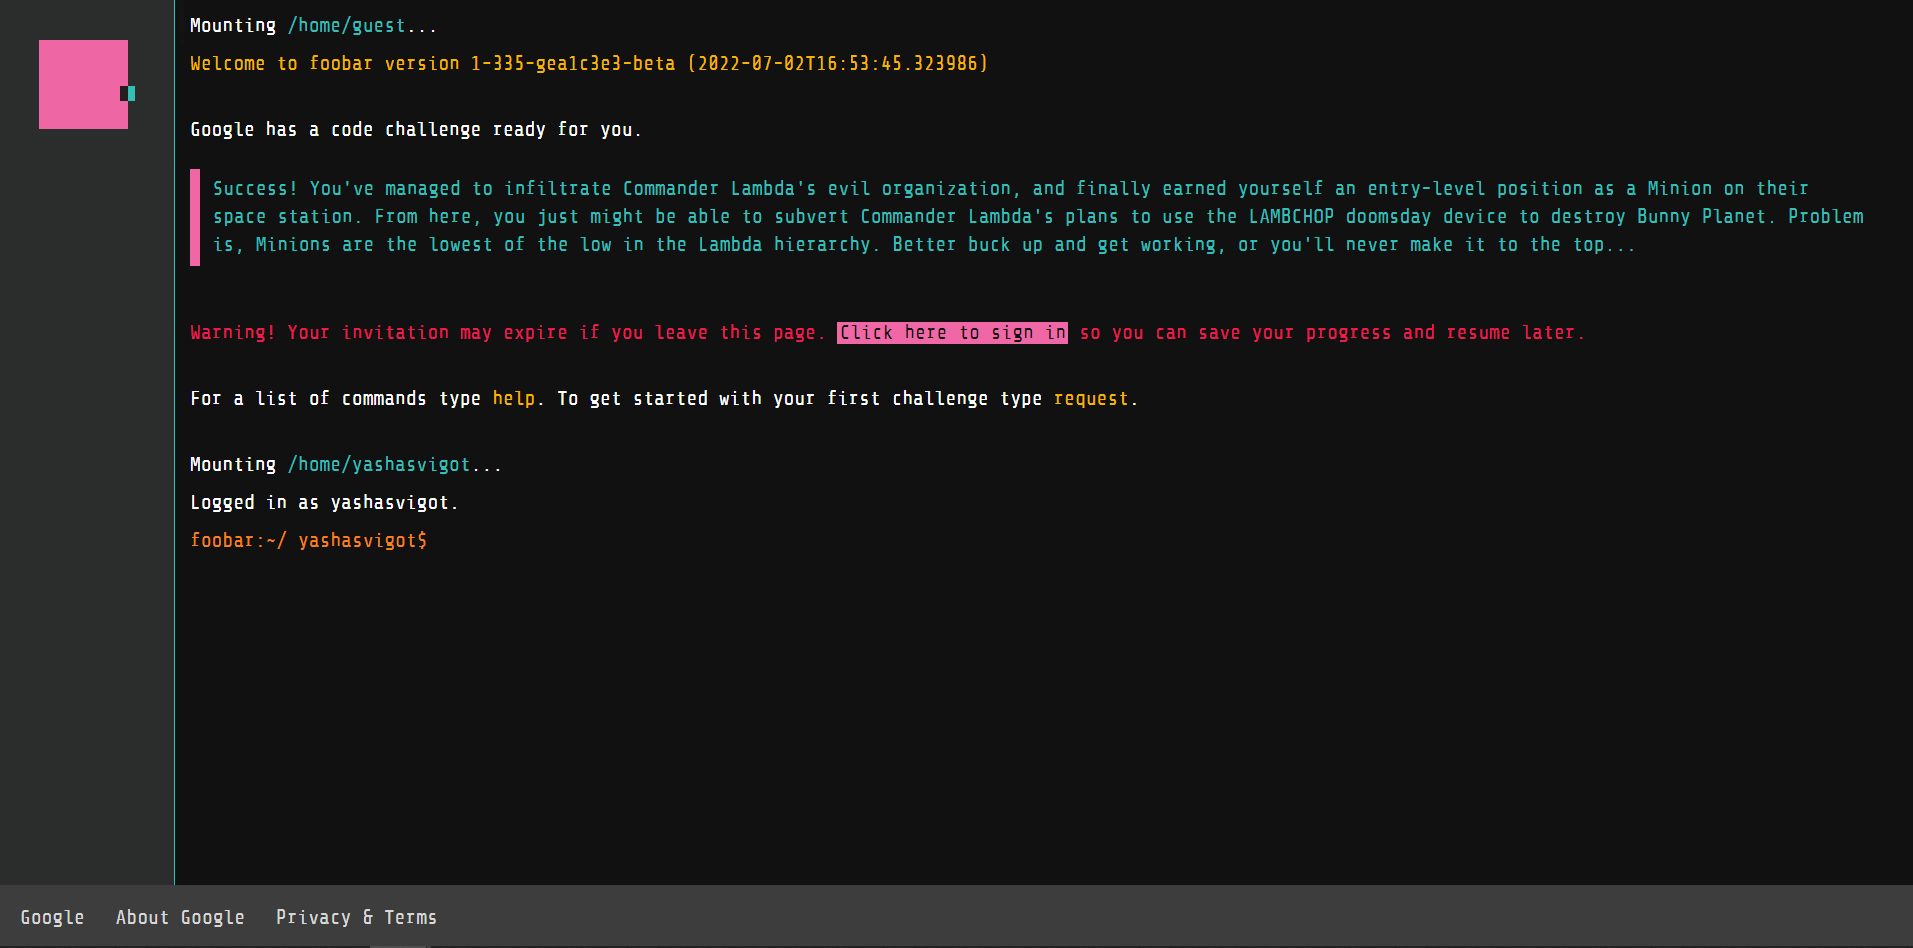 Mounting /home/guest...
Welcome to foobar version 1-335-gea1c3e3-beta (2022-07-02T16:53:45.323986)
Google has a code challenge ready for you.
Success! You've managed to infiltrate Commander Lambda's evil organization, and finally earned yourself an entry-level position as a Minion on their
space station. From here, you just might be able to subvert Commander Lambda's plans to use the LAMBCHOP doomsday device to destroy Bunny Planet. Problem
is, Minions are the lowest of the low in the Lambda hierarchy. Better buck up and get working, or you'll never make it to the top...
Warning! Your invitation may expire if you leave this page. Click here to sign in so you can save your progress and resume later.
For a list of commands type help. To get started with your first challenge type request.
Mounting /home/yashasvigot...
Logged in as yashasvigot.
foobar:~/ yashasvigot$
Google About Google Privacy & Terms